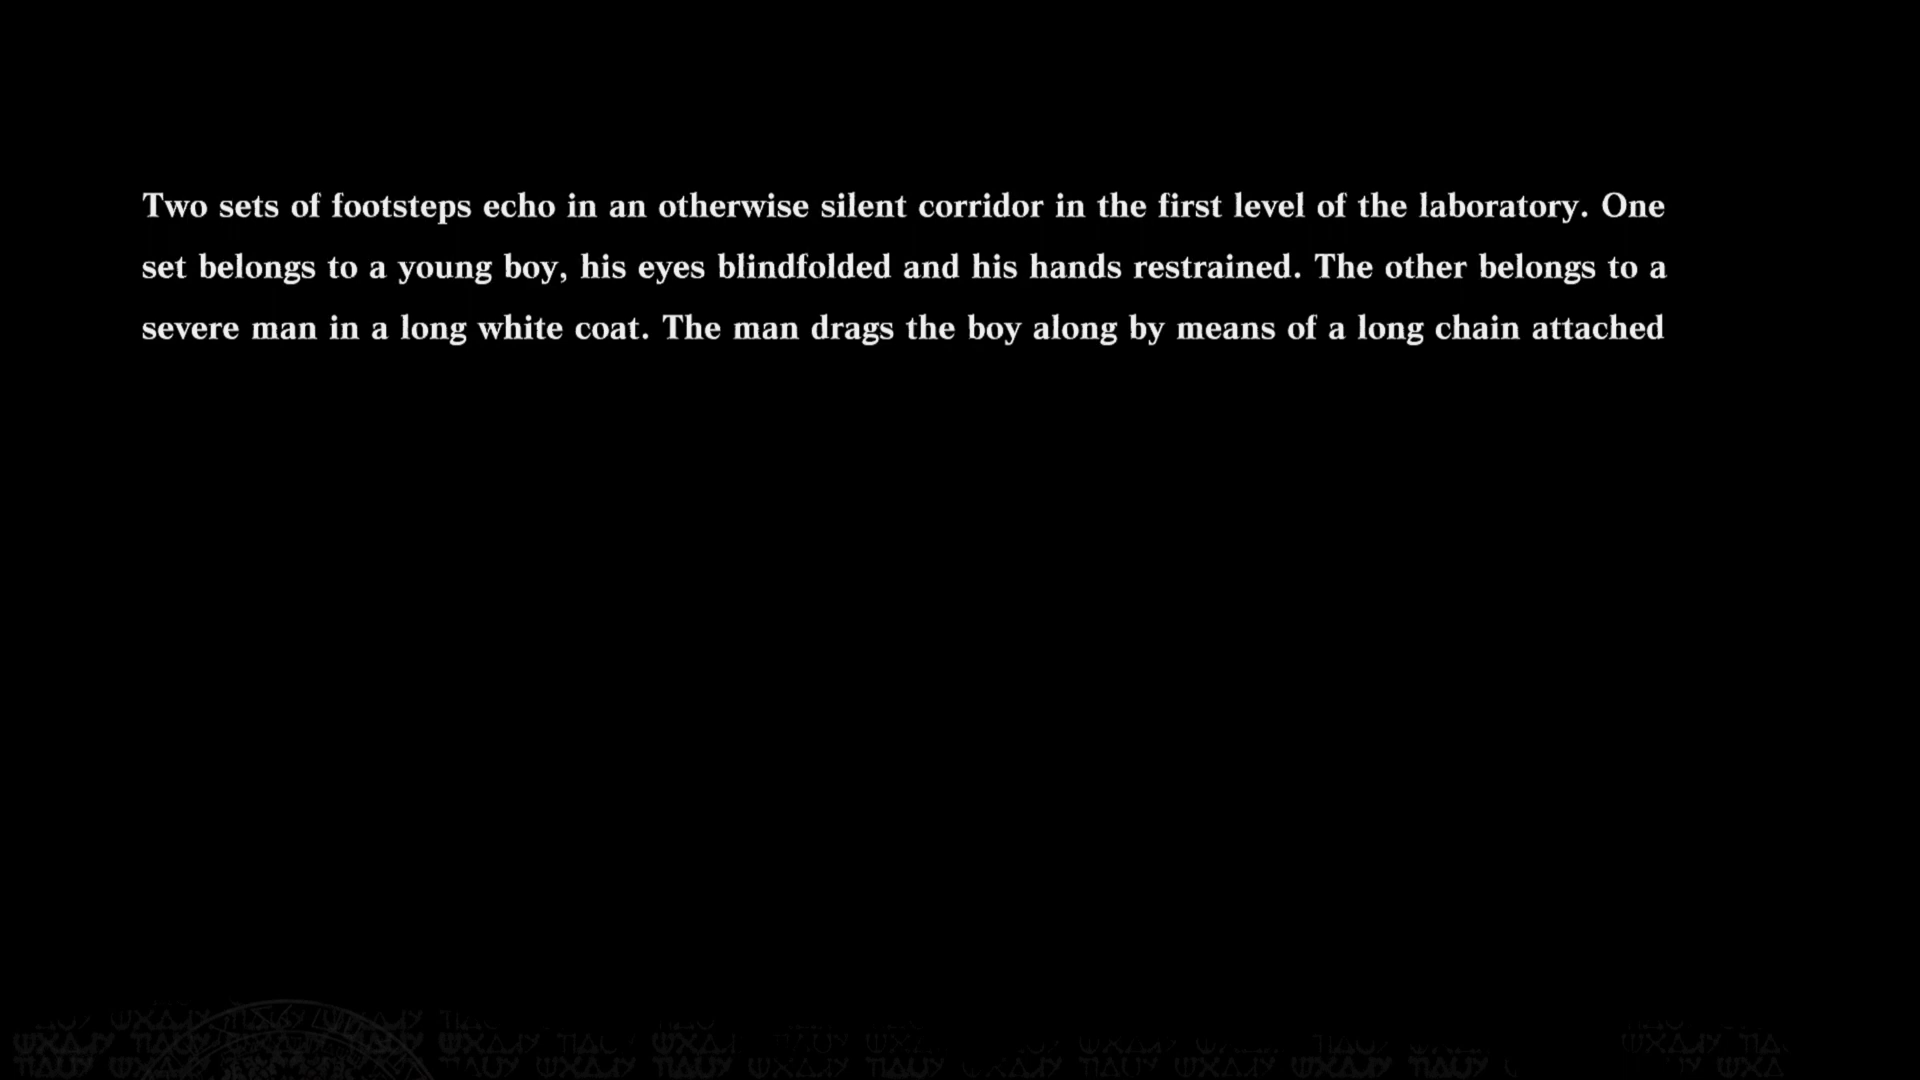 Two sets of footsteps echo in an otherwise silent corridor in the first level of the laboratory. One
set belongs to a young boy, his eyes blindfolded and his hands restrained. The other belongs to a
severe man in a long white coat. The man drags the boy along by means of a long chain attached